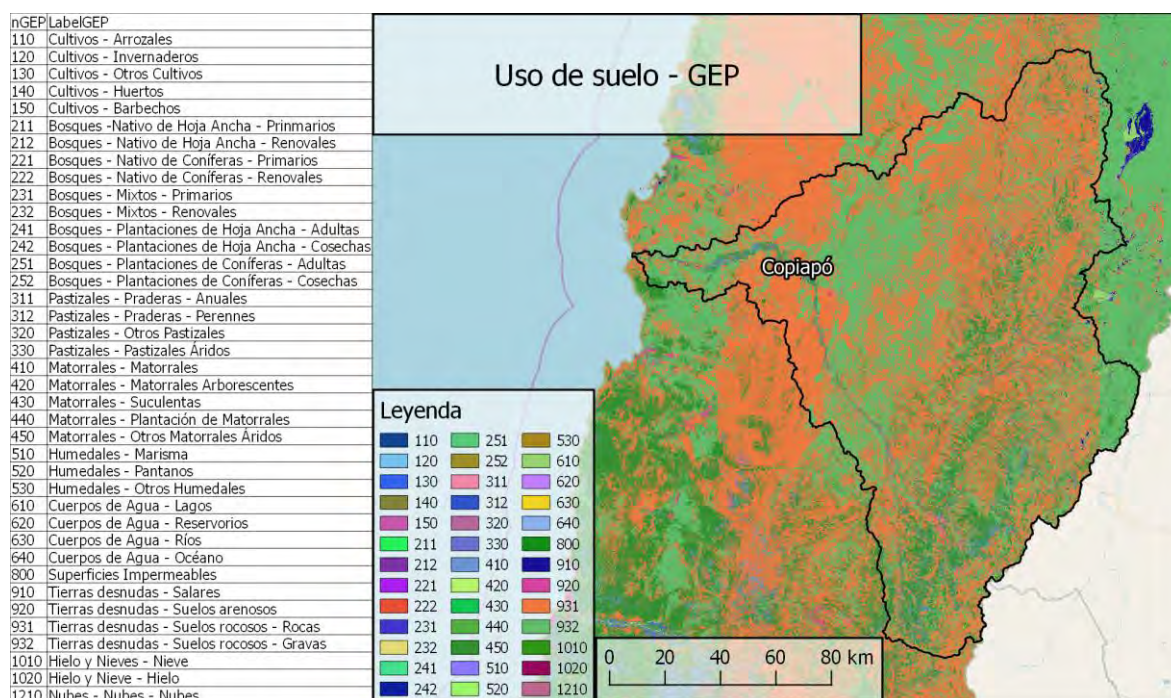 nGEP LabelGEP
110 Cultivos - Arrozales
120 Cultivos - Invernaderos
130 Cultivos - Otros Cultivos
140 Cultivos - Huertos
150 Cultivos - Barbechos
211 Bosques -Nativo de Hoja Ancha - Prinmarios
212 Bosques - Nativo de Hoja Ancha - Renovales
221 Bosques - Nativo de Coníferas - Primarios
222 Bosques - Nativo de Coníferas - Renovales
231 Bosques - Mixtos - Primarios
232 Bosques - Mixtos - Renovales
241 Bosques - Plantaciones de Hoja Ancha - Adultas
242 Bosques - Plantaciones de Hoja Ancha - Cosechas
251 Bosques - Plantaciones de Coníferas - Adultas
252 Bosques - Plantaciones de Coníferas - Cosechas
311 Pastizales - Praderas - Anuales
312 Pastizales - Praderas - Perennes
320 Pastizales - Otros Pastizales
330 Pastizales - Pastizales Áridos
410 Matorrales - Matorrales
420 Matorrales - Matorrales Arborescentes
430 Matorrales - Suculentas
440 Matorrales - Plantación de Matorrales
450 Matorrales - Otros Matorrales Áridos
510 Humedales - Marisma
520 Humedales - Pantanos
530 Humedales - Otros Humedales
610 Cuerpos de Agua - Lagos
620 Cuerpos de Agua - Reservorios
630 Cuerpos de Agua - Ríos
640 Cuerpos de Agua - Océano
800 Superficies Impermeables
910 Tierras desnudas - Salares
920 Tierras desnudas - Suelos arenosos
931 Tierras desnudas - Suelos rocosos - Rocas
932 Tierras desnudas - Suelos rocosos - Gravas
1010 Hielo y Nieves - Nieve
1020 Hielo y Nieve - Hielo
1210 Nubes - Nubes - Nubes
Uso de suelo - GEP
Copiapó
Leyenda
110 251 530
120 252 610
130 311 620
140 312 630
150 320 640
211 330 800
212 410 910
221 420 920
222 430 931
231 440 932
232 450 1010
241 510 1020
242 520 1210
0 20 40 60 80 km